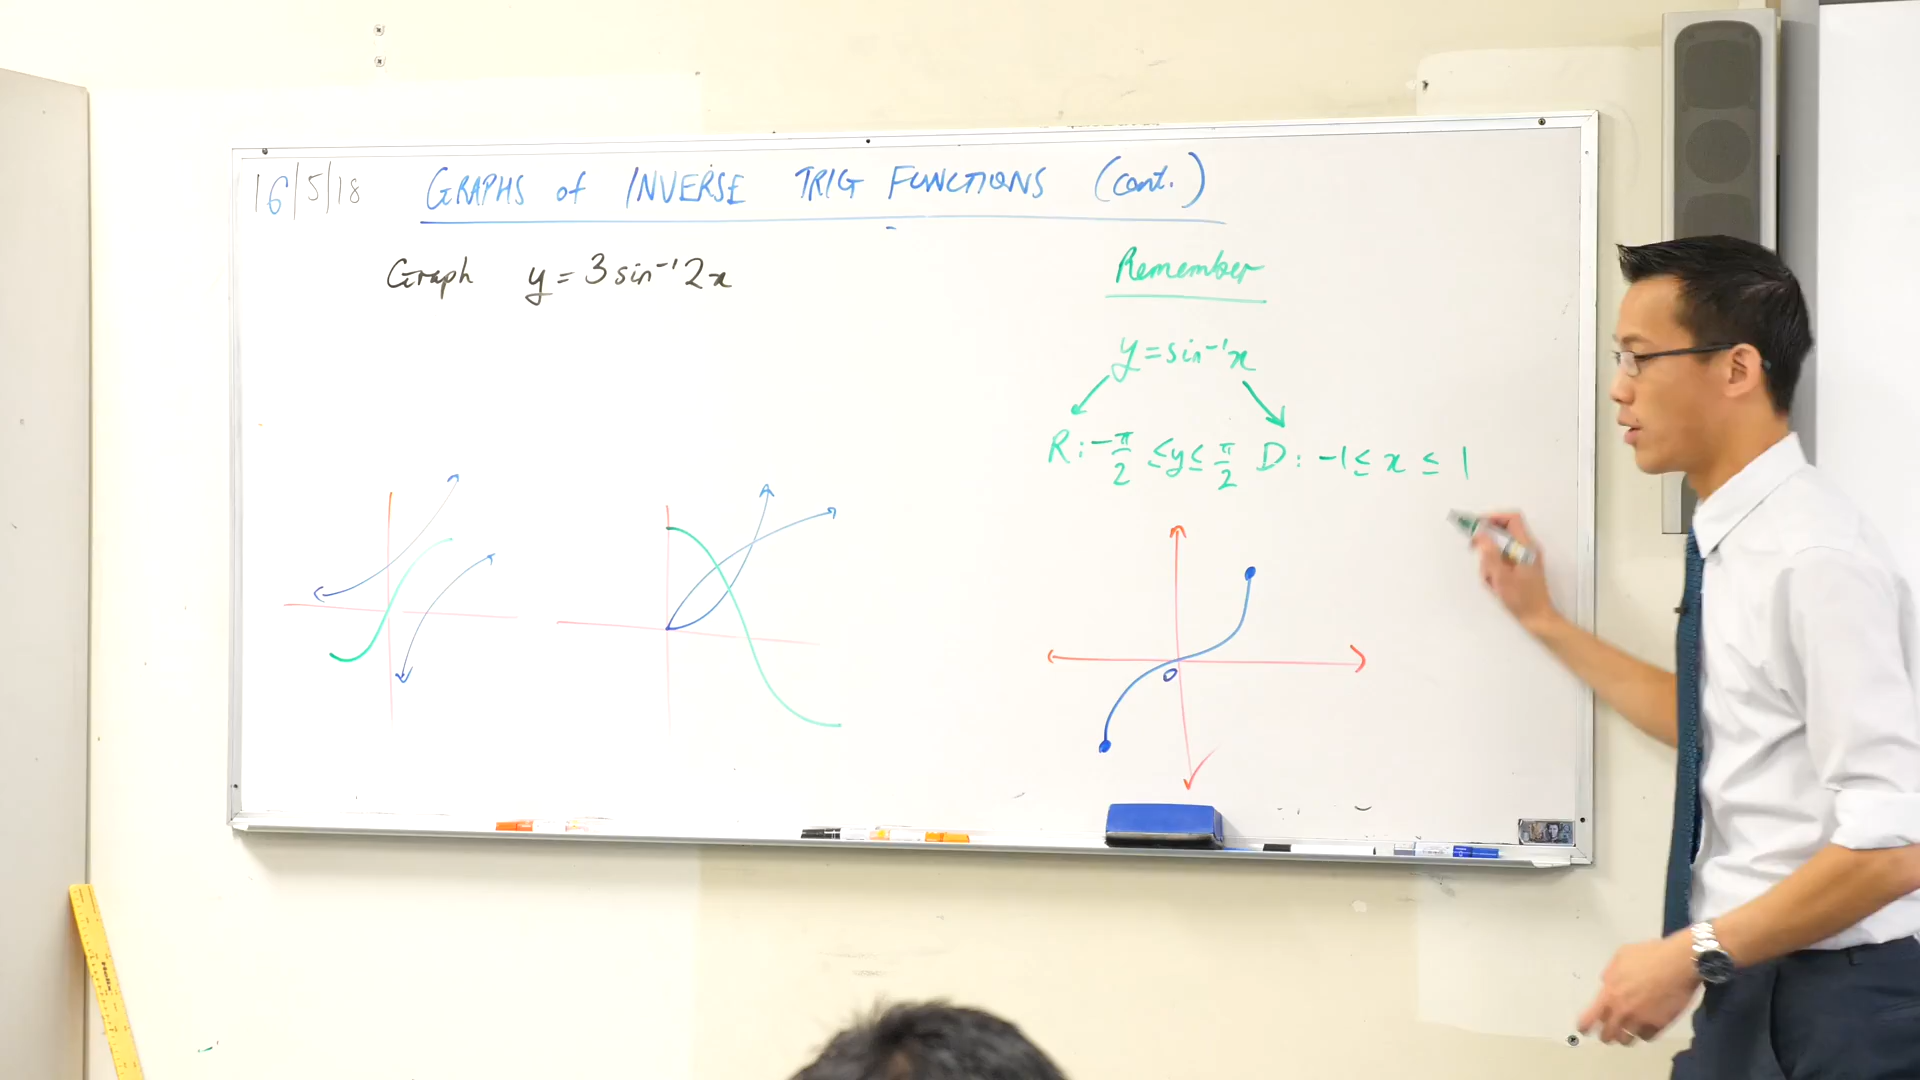 16/5/18 GRAPHS of INVERSE TRIG FUNCTIONS (cont.)
Graph y = 3 sin⁻¹ 2x
Remember
y = sin⁻¹ x
R: -π/2 ≤ y ≤ π/2 D: -1 ≤ x ≤ 1
O